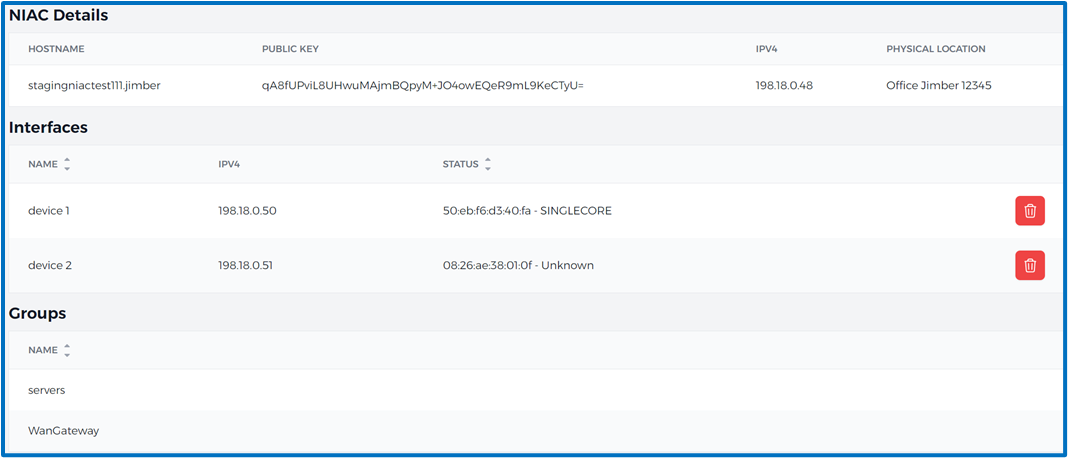 NIAC Details
HOSTNAME PUBLIC KEY IPV4 PHYSICAL LOCATION
stagingniactest111.jimber qA8fUPviL8UHwuMAjmBQpyM+JO4owEQeR9mL9KeCTyU= 198.18.0.48 Office Jimber 12345
Interfaces
NAME IPV4 STATUS
device 1 198.18.0.50 50:eb:f6:d3:40:fa - SINGLECORE
device 2 198.18.0.51 08:26:ae:38:01:0f - Unknown
Groups
NAME
servers
WanGateway